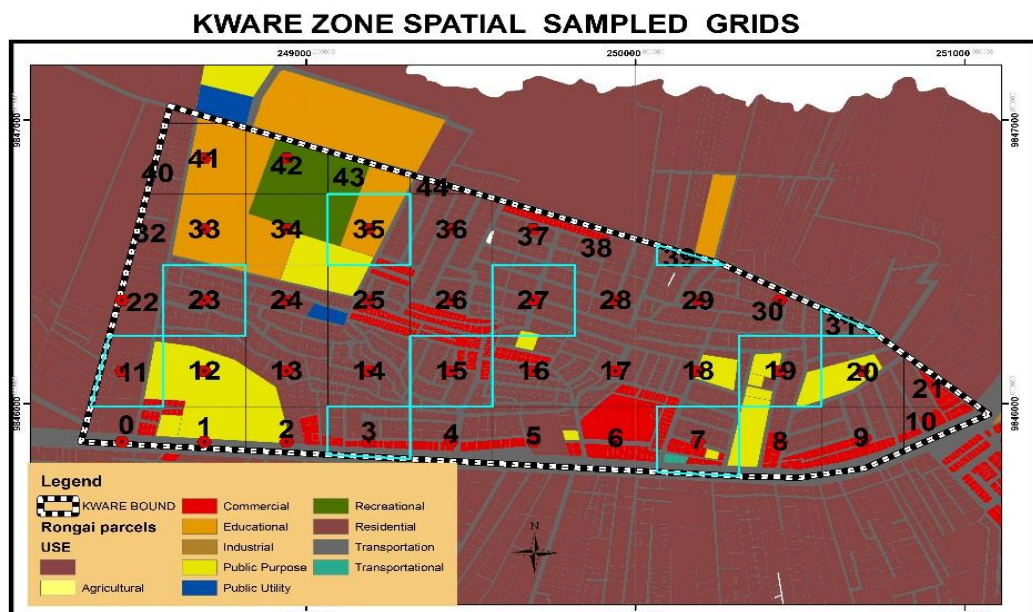 KWARE ZONE SPATIAL SAMPLED GRIDS
249000 250000 251000
9847000 9847000
41 42 43
40 44
32 33 34 35 36 37 38
39
22 23 24 25 26 27 28 29 30
31
11 12 13 14 15 16 17 18 19 20
21
9846000 9846000
0 1 2 3 4 5 6 7 8 9 10
Legend
KWARE BOUND
Rongai parcels
USE
Agricultural
Commercial
Educational
Industrial
Public Purpose
Public Utility
Recreational
Residential
Transportation
Transportational
N